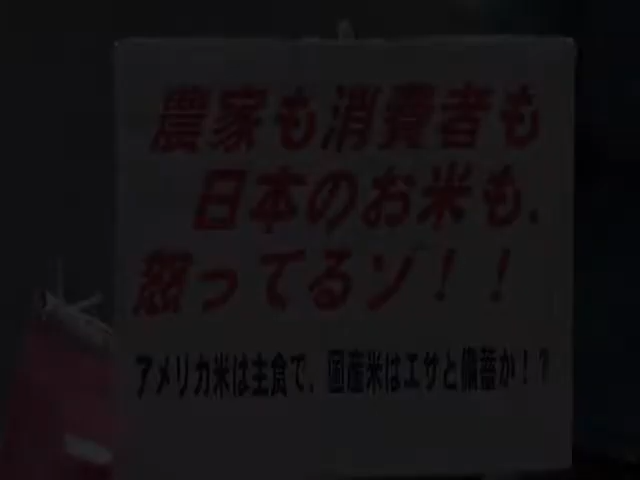 農家も消費者も
日本のお米も、
怒ってるゾ！！
アメリカ米は主食で、国産米はエサと備蓄か！？